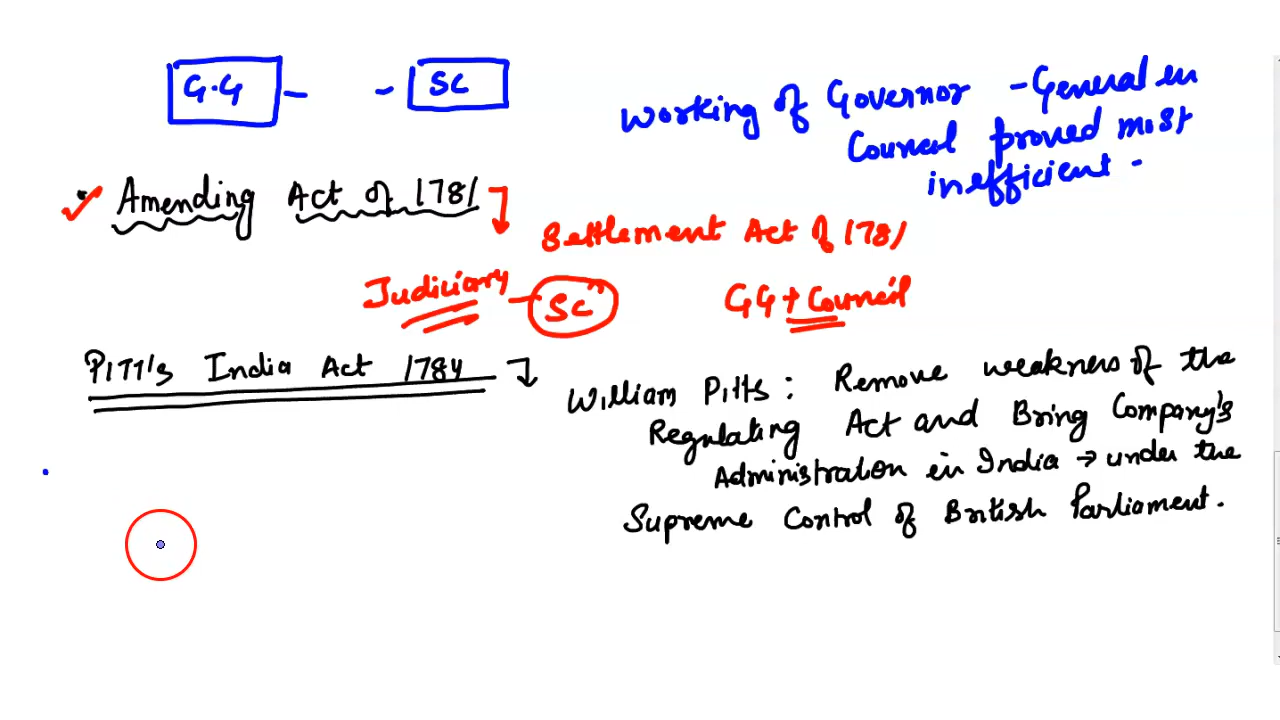 G.G - - SC
Working of Governor - General in
Council proved most
inefficient -
Amending Act of 1781
Settlement Act of 1781
Judiciary - SC"
GG + Council
PITT's India Act 1784
William Pitts: Remove weakness of the
Regulating Act and Bring Company's
Administration in India → under the
Supreme Control of British Parliament.